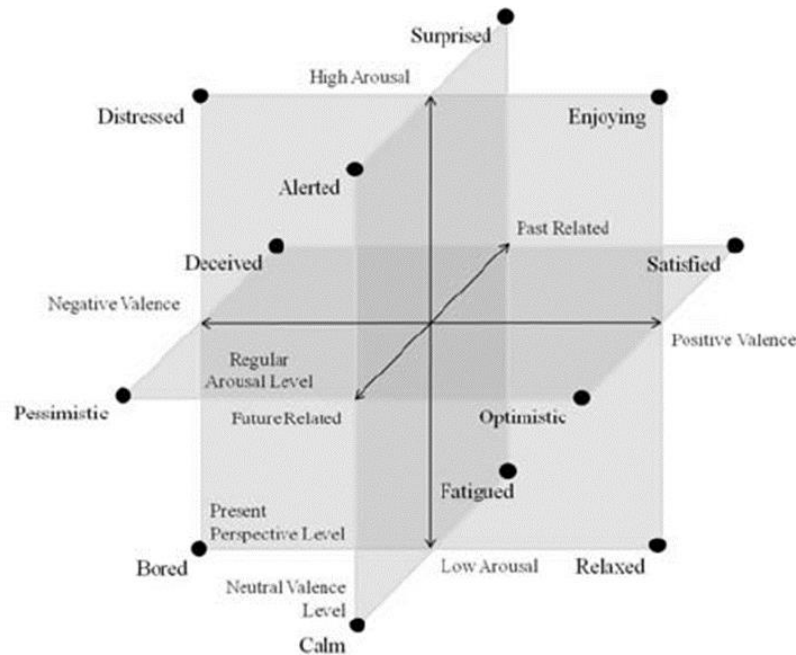 Surprised
High Arousal
Distressed
Enjoying
Alerted
Past Related
Deceived
Satisfied
Negative Valence
Positive Valence
Regular
Arousal Level
Pessimistic
Future Related
Optimistic
Fatigued
Present
Perspective Level
Bored
Low Arousal
Relaxed
Neutral Valence
Level
Calm